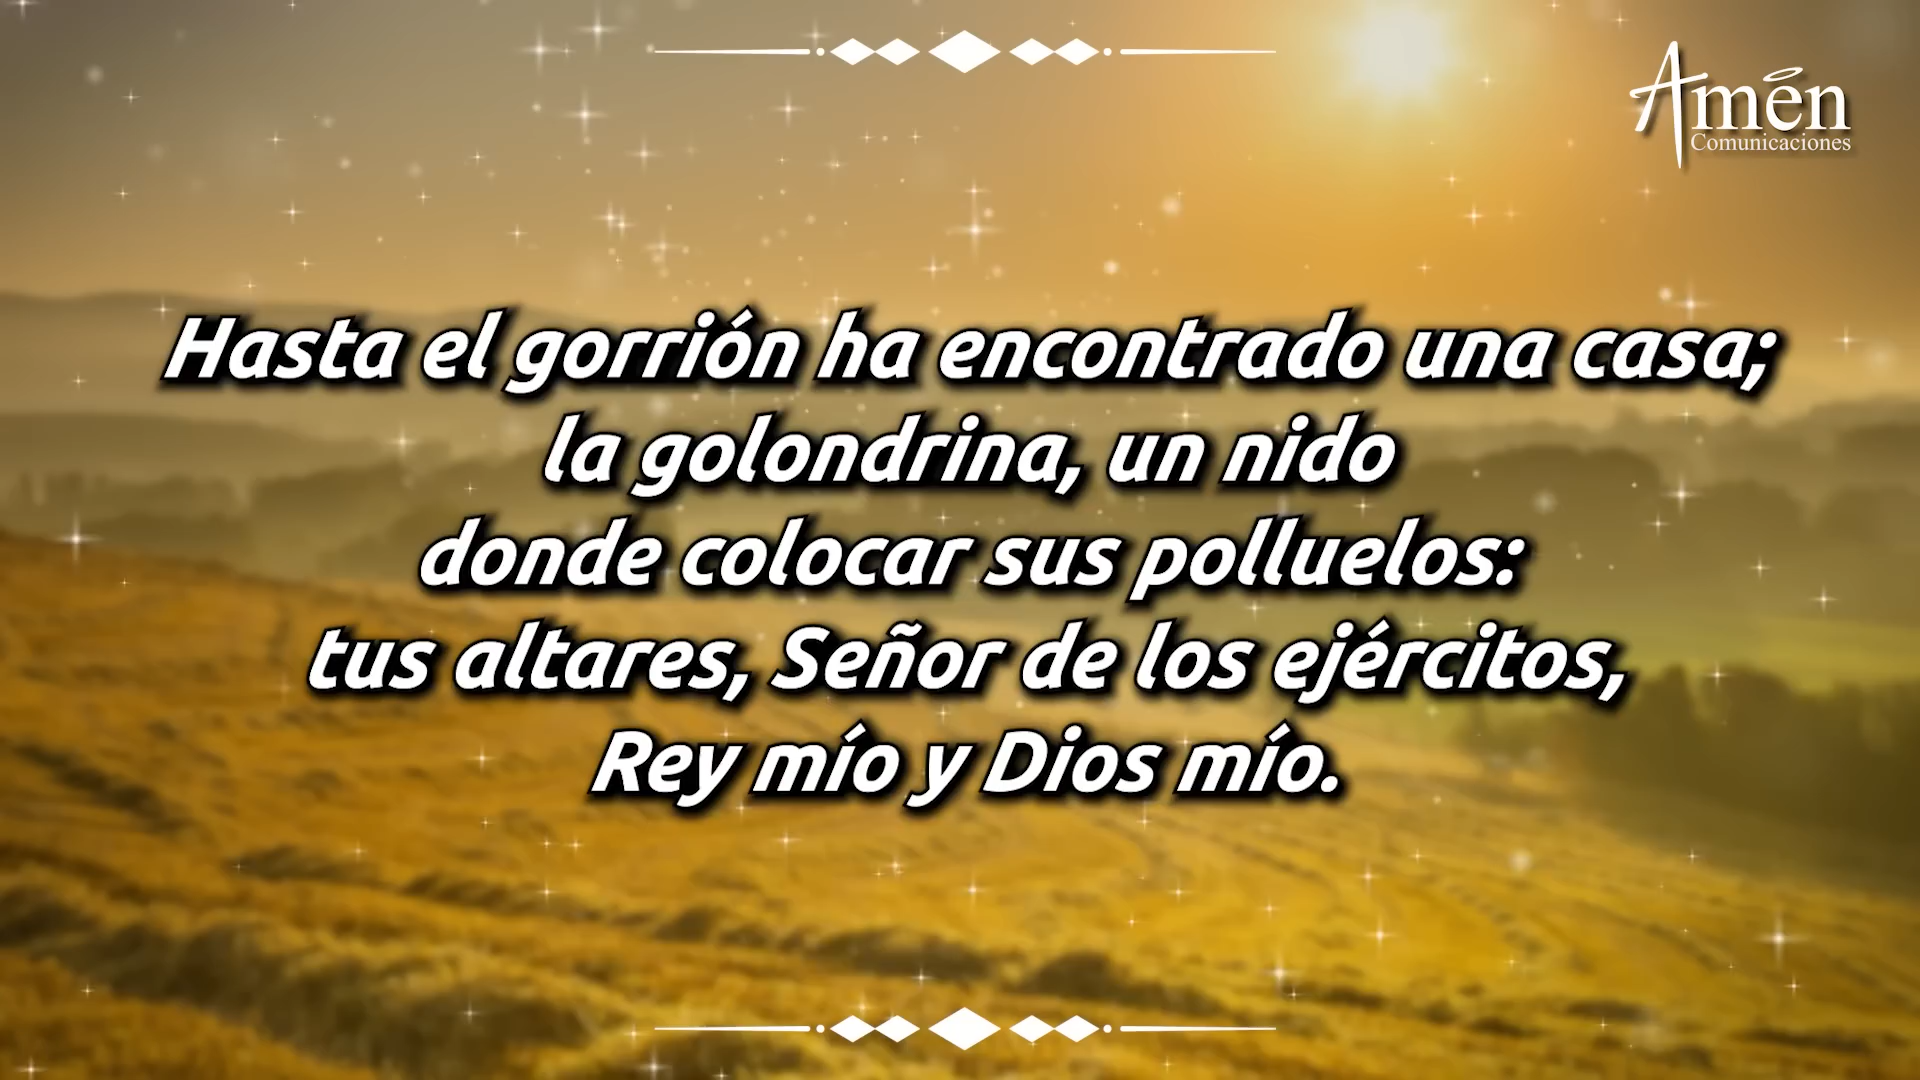 Amén
Comunicaciones
Hasta el gorrión ha encontrado una casa;
la golondrina, un nido
donde colocar sus polluelos:
tus altares, Señor de los ejércitos,
Rey mío y Dios mío.